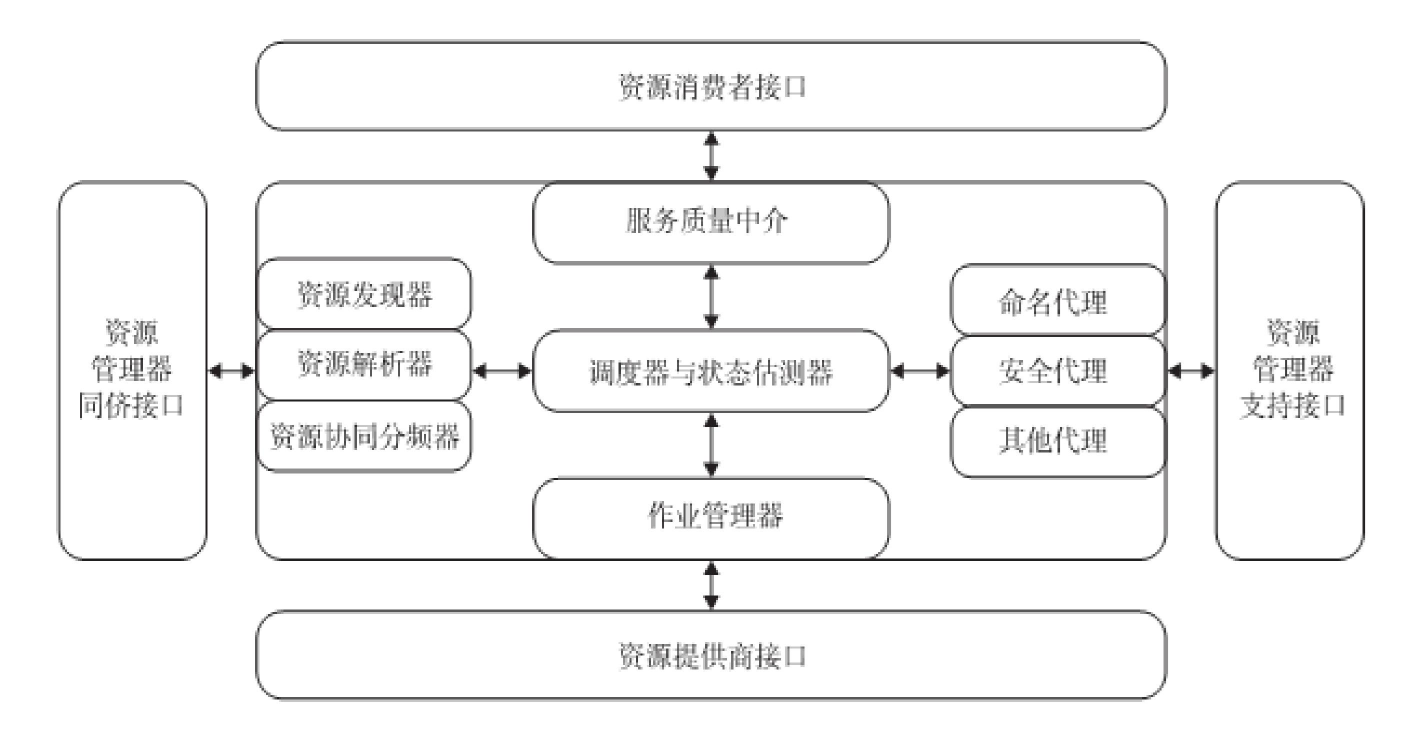 资源消费者接口
服务质量中介
资源发现器
命名代理
资源
管理器
同侪接口
资源解析器
调度器与状态估测器
安全代理
资源
管理器
支持接口
资源协同分频器
其他代理
作业管理器
资源提供商接口